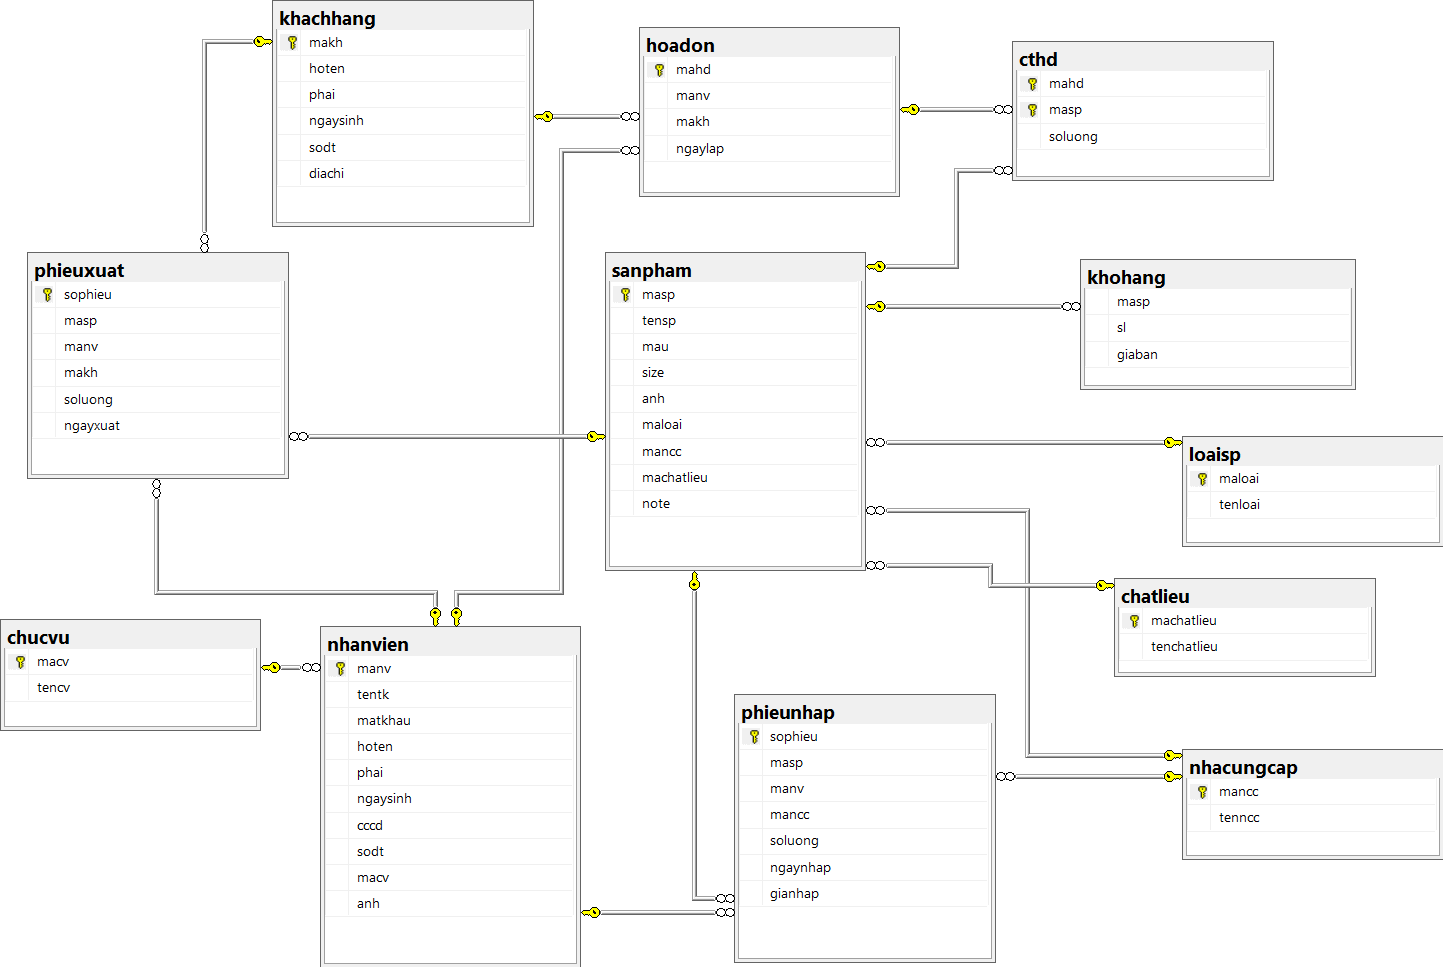 khachhang
makh
hoten
phai
ngaysinh
sodt
diachi
hoadon
mahd
manv
makh
ngaylap
cthd
mahd
masp
soluong
phieuxuat
sophieu
masp
manv
makh
soluong
ngayxuat
sanpham
masp
tensp
mau
size
anh
maloai
mancc
machatlieu
note
khohang
masp
sl
giaban
loaisp
maloai
tenloai
chatlieu
machatlieu
tenchatlieu
chucvu
macv
tencv
nhanvien
manv
tentk
matkhau
hoten
phai
ngaysinh
cccd
sodt
macv
anh
phieunhap
sophieu
masp
manv
mancc
soluong
ngaynhap
gianhap
nhacungcap
mancc
tenncc